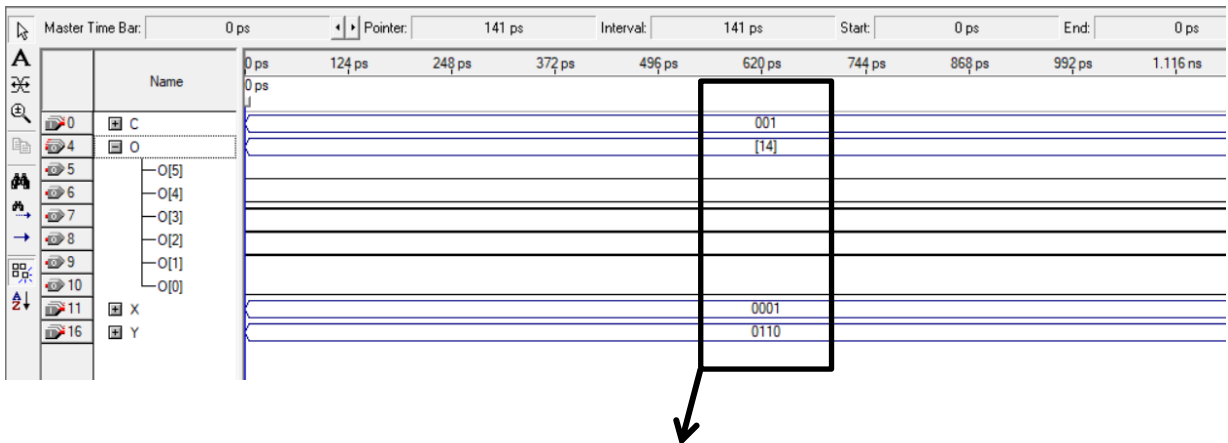 Master Time Bar: 0 ps Pointer: 141 ps Interval: 141 ps Start: 0 ps End: 0 ps
A
Name
0 ps 124 ps 248 ps 372 ps 496 ps 620 ps 744 ps 868 ps 992 ps 1.116 ns
0 ps
0 C 001
4 O [14]
5 O[5]
6 O[4]
7 O[3]
8 O[2]
9 O[1]
10 O[0]
11 X 0001
16 Y 0110
A
Z